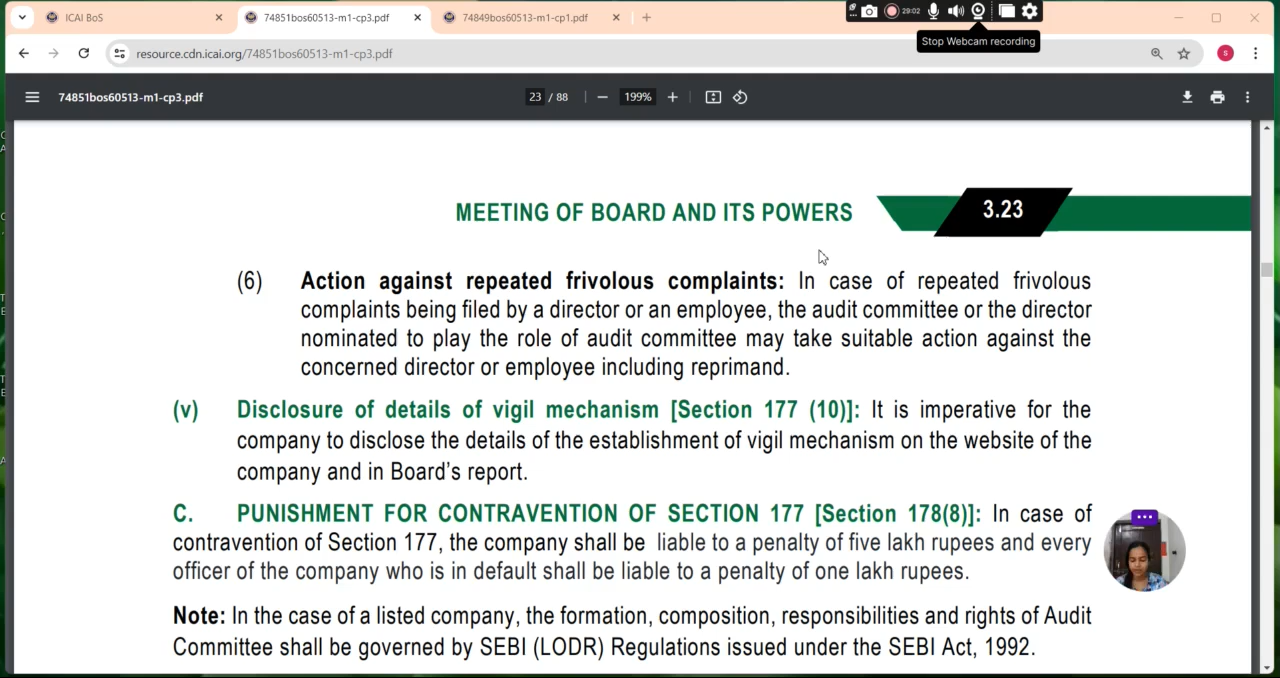 ICAI BoS
74851bos60513-m1-cp3.pdf
74849bos60513-m1-cp1.pdf
29:02
Stop Webcam recording
resource.cdn.icai.org/74851bos60513-m1-cp3.pdf
S
74851bos60513-m1-cp3.pdf
23 / 88
199%
MEETING OF BOARD AND ITS POWERS
3.23
(6) Action against repeated frivolous complaints: In case of repeated frivolous
complaints being filed by a director or an employee, the audit committee or the director
nominated to play the role of audit committee may take suitable action against the
concerned director or employee including reprimand.
(v) Disclosure of details of vigil mechanism [Section 177 (10)]: It is imperative for the
company to disclose the details of the establishment of vigil mechanism on the website of the
company and in Board’s report.
C. PUNISHMENT FOR CONTRAVENTION OF SECTION 177 [Section 178(8)]: In case of
contravention of Section 177, the company shall be liable to a penalty of five lakh rupees and every
officer of the company who is in default shall be liable to a penalty of one lakh rupees.
Note: In the case of a listed company, the formation, composition, responsibilities and rights of Audit
Committee shall be governed by SEBI (LODR) Regulations issued under the SEBI Act, 1992.